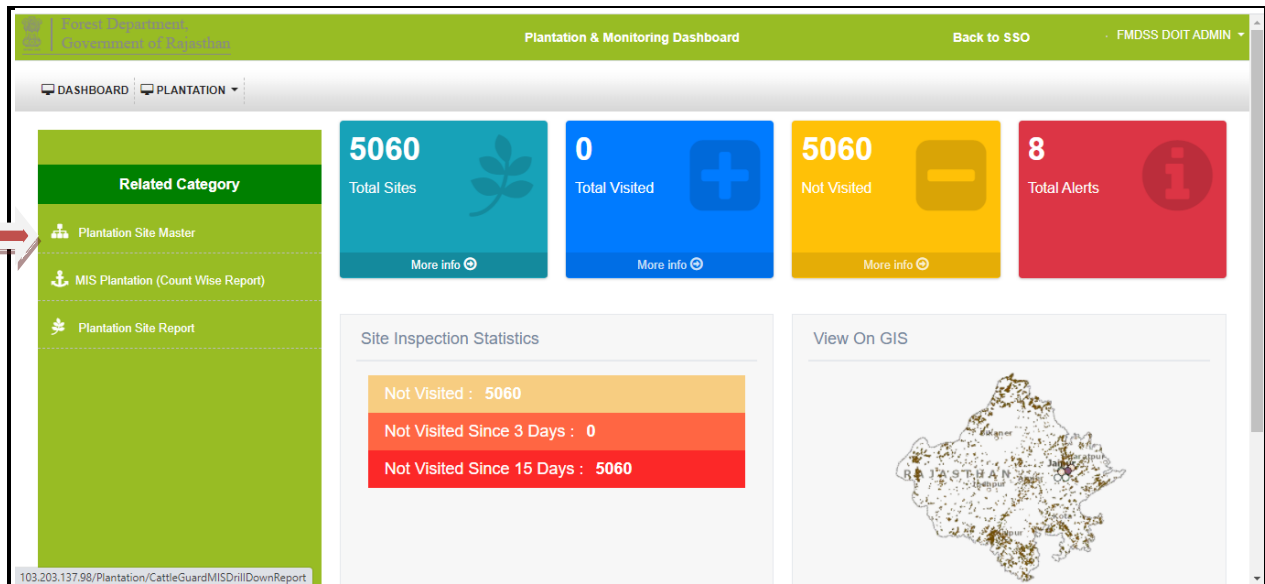 Forest Department,
Government of Rajasthan
Plantation & Monitoring Dashboard
Back to SSO
FMDSS DOIT ADMIN
DASHBOARD
PLANTATION
Related Category
Plantation Site Master
MIS Plantation (Count Wise Report)
Plantation Site Report
5060
Total Sites
More info
0
Total Visited
More info
5060
Not Visited
More info
8
Total Alerts
Site Inspection Statistics
Not Visited : 5060
Not Visited Since 3 Days : 0
Not Visited Since 15 Days : 5060
View On GIS
Bikaner
RAJASTHAN
Kota
103.203.137.98/Plantation/CattleGuardMISDrillDownReport